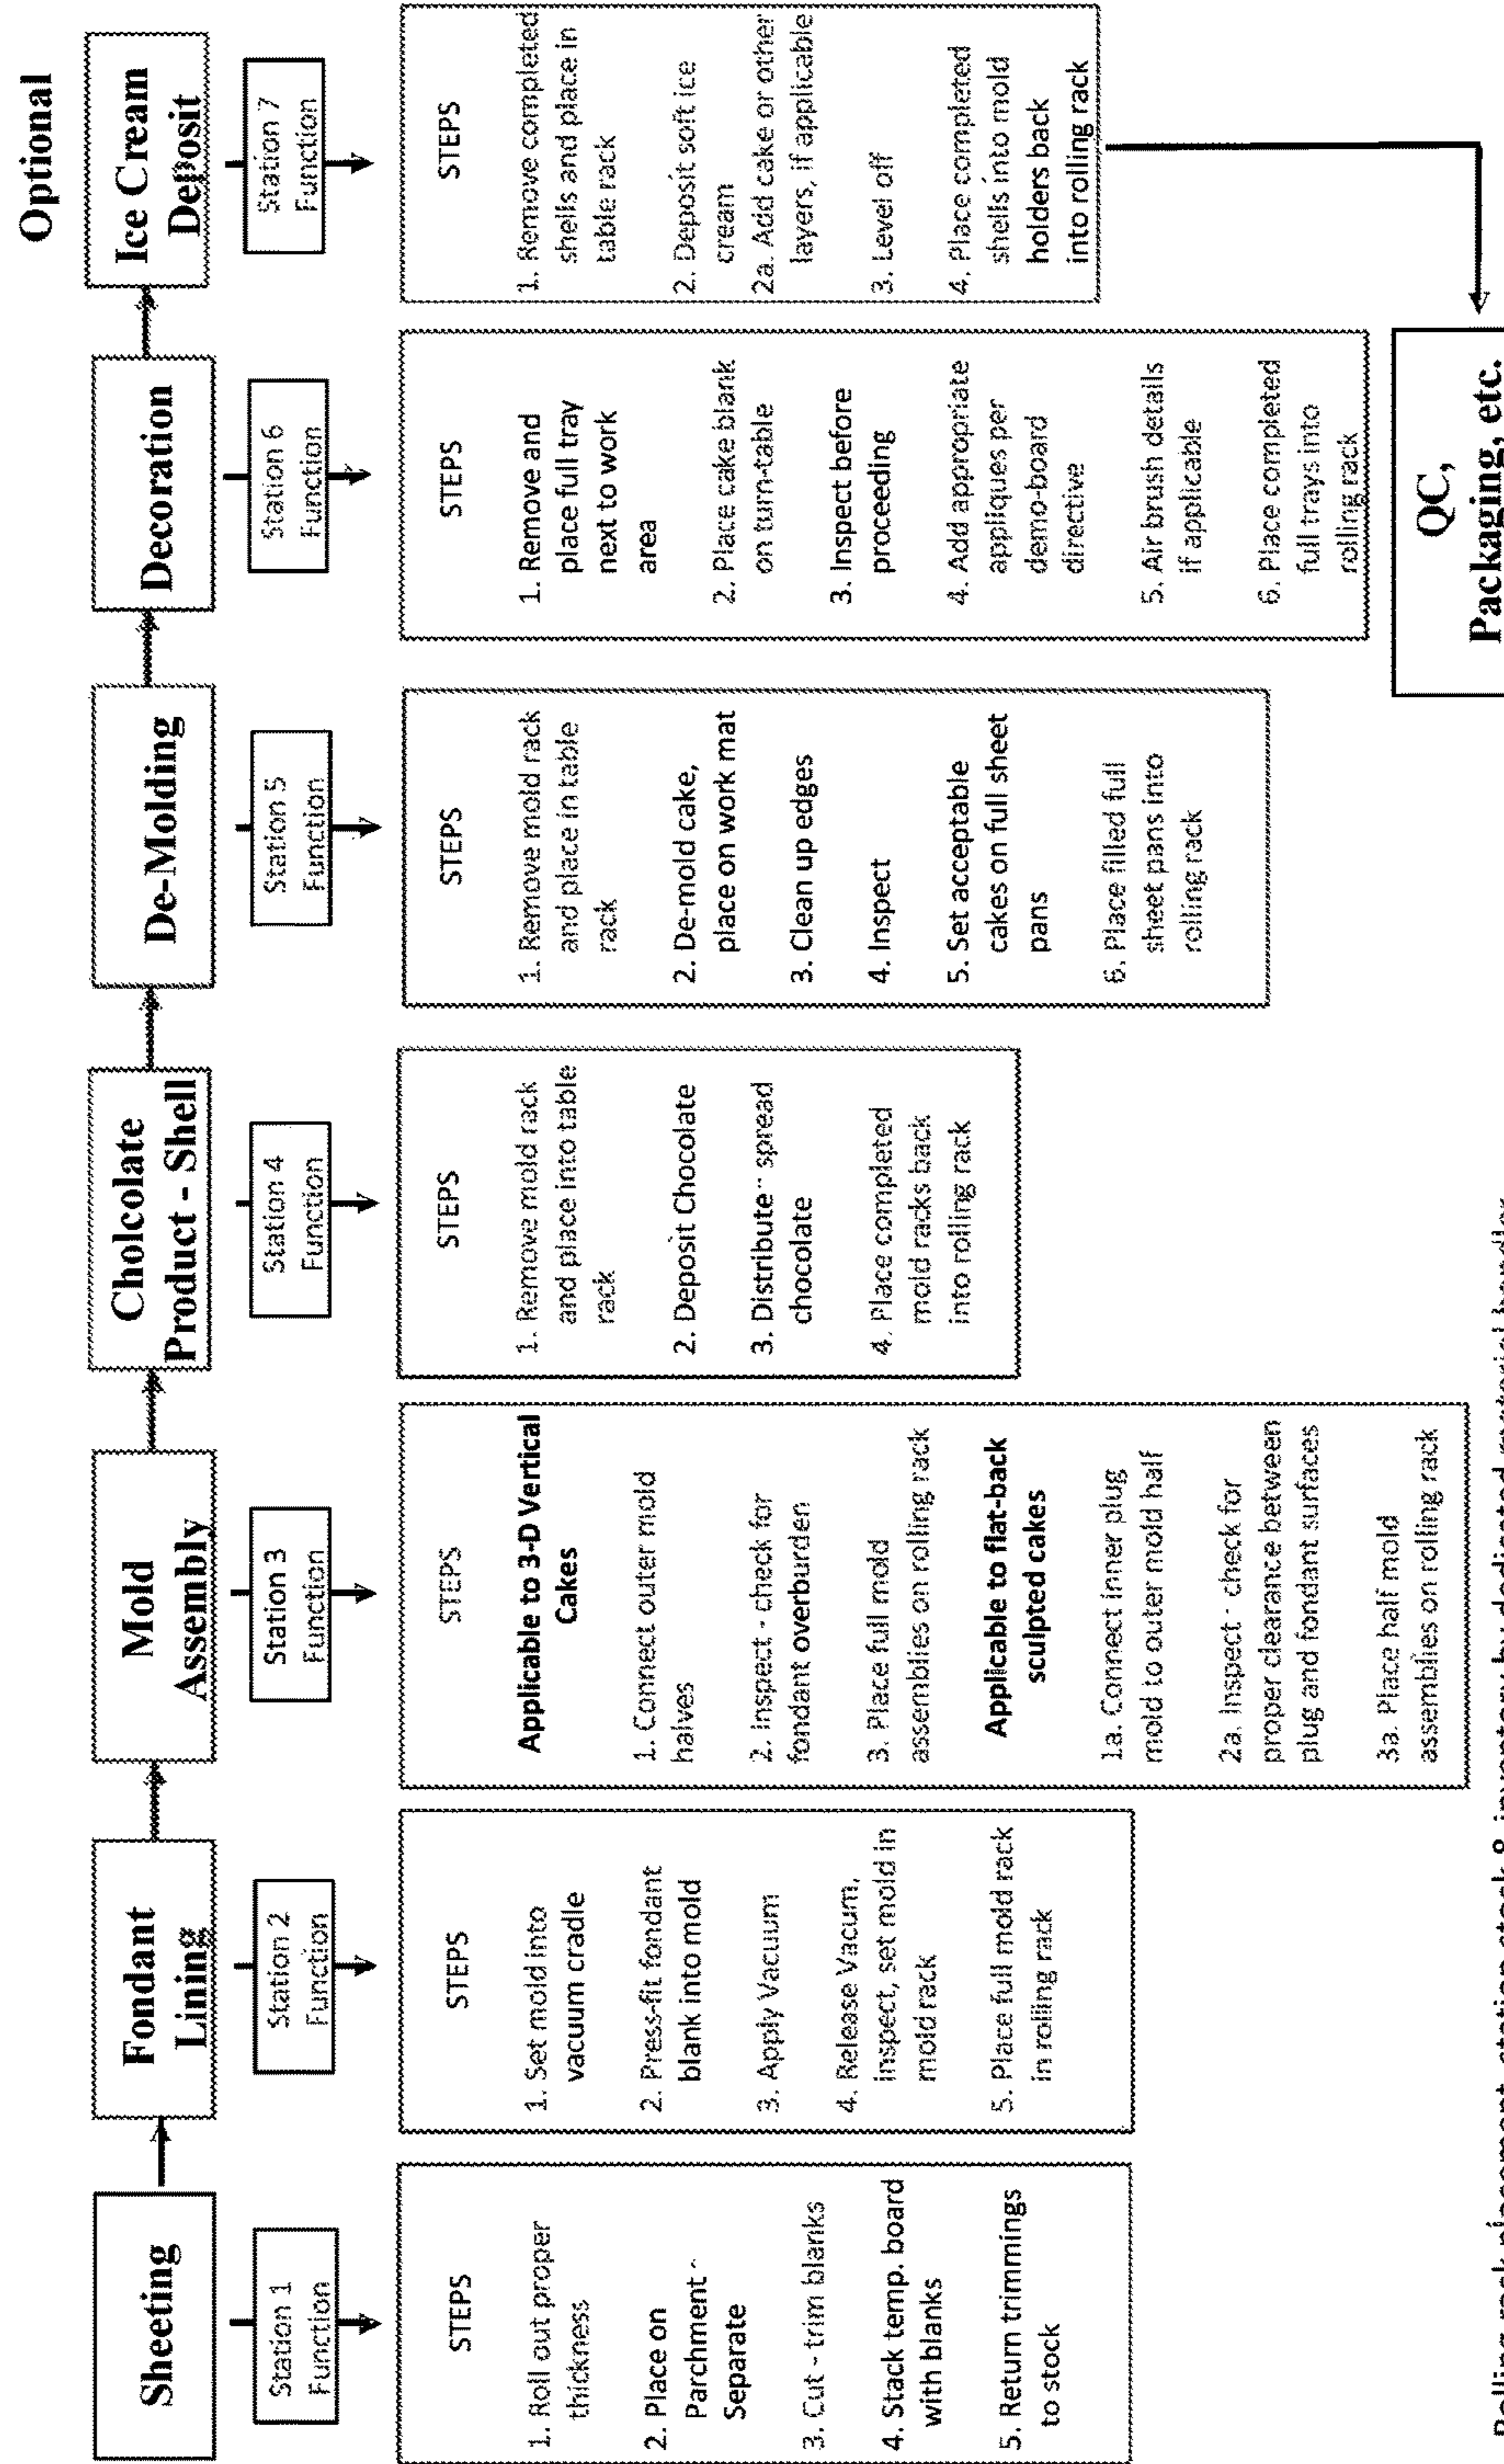 Optional
Sheeting
Station 1
Function
STEPS
1. Roll out proper
thickness
2. Place on
Parchment -
Separate
3. Cut - trim blanks
4. Stack temp. board
with blanks
5. Return trimmings
to stock
Fondant
Lining
Station 2
Function
STEPS
1. Set mold into
vacuum cradle
2. Press-fit fondant
blank into mold
3. Apply Vacuum
4. Release Vacum,
inspect, set mold in
mold rack
5. Place full mold rack
in rolling rack
Mold
Assembly
Station 3
Function
STEPS
Applicable to 3-D Vertical
Cakes
1. Connect outer mold
halves
2. Inspect - check for
fondant overburden
3. Place full mold
assemblies on rolling rack
Applicable to flat-back
sculpted cakes
1a. Connect inner plug
mold to outer mold half
2a. Inspect - check for
proper clearance between
plug and fondant surfaces
3a. Place half mold
assemblies on rolling rack
Cholcolate
Product - Shell
Station 4
Function
STEPS
1. Remove mold rack
and place into table
rack
2. Deposit Chocolate
3. Distribute - spread
chocolate
4. Place completed
mold racks back
into rolling rack
De-Molding
Station 5
Function
STEPS
1. Remove mold rack
and place in table
rack
2. De-mold cake,
place on work mat
3. Clean up edges
4. Inspect
5. Set acceptable
cakes on full sheet
pans
6. Place filled full
sheet pans into
rolling rack
Decoration
Station 6
Function
STEPS
1. Remove and
place full tray
next to work
area
2. Place cake blank
on turn-table
3. Inspect before
proceeding
4. Add appropriate
appliques per
demo-board
directive
5. Air brush details
if applicable
6. Place completed
full trays into
rolling rack
Ice Cream
Deposit
Station 7
Function
STEPS
1. Remove completed
shells and place in
table rack
2. Deposit soft ice
cream
2a. Add cake or other
layers, if applicable
3. Level off
4. Place completed
shells into mold
holders back
into rolling rack
QC,
Packaging, etc.
Rolling rack placement, station stock & inventory by dedicated material handler